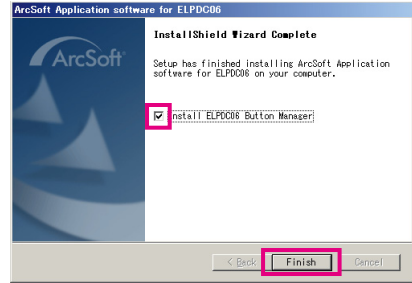 ArcSoft Application software for ELPDC06
InstallShield Wizard Complete
ArcSoft
Setup has finished installing ArcSoft Application
software for ELPDC06 on your computer.
Install ELPDC06 Button Manager
< Back
Finish
Cancel